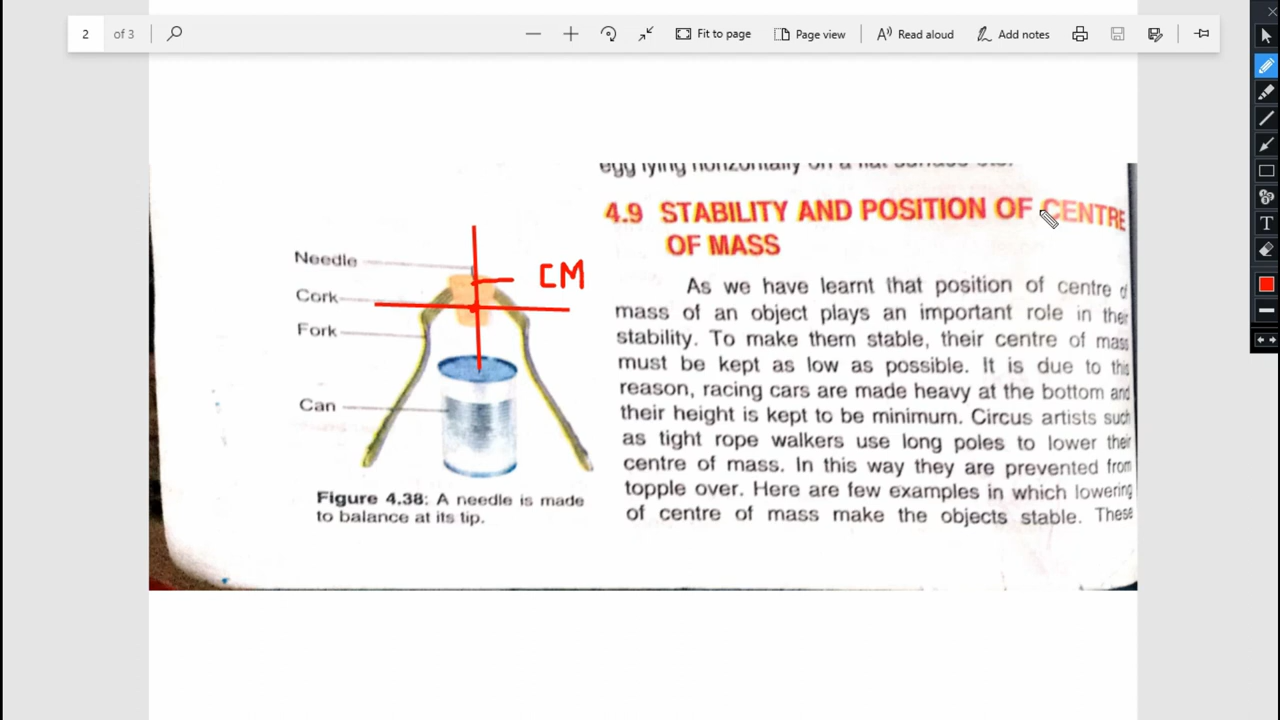 2 of 3 Fit to page Page view Read aloud Add notes
egg lying horizontally on a flat surface etc.
4.9 STABILITY AND POSITION OF CENTRE
OF MASS
Needle
CM
Cork
Fork
Can
Figure 4.38: A needle is made
to balance at its tip.
As we have learnt that position of centre
mass of an object plays an important role in their
stability. To make them stable, their centre of mass
must be kept as low as possible. It is due to this
reason, racing cars are made heavy at the bottom and
their height is kept to be minimum. Circus artists such
as tight rope walkers use long poles to lower their
centre of mass. In this way they are prevented from
topple over. Here are few examples in which lowering
of centre of mass make the objects stable. These
T